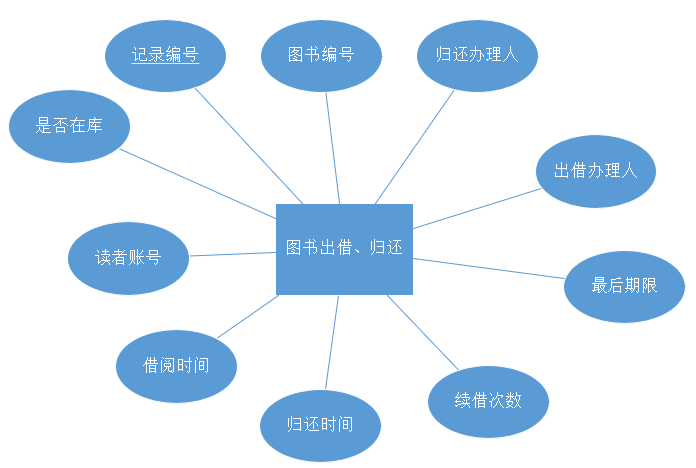 记录编号
图书编号
归还办理人
是否在库
出借办理人
图书出借、归还
读者账号
最后期限
借阅时间
续借次数
归还时间